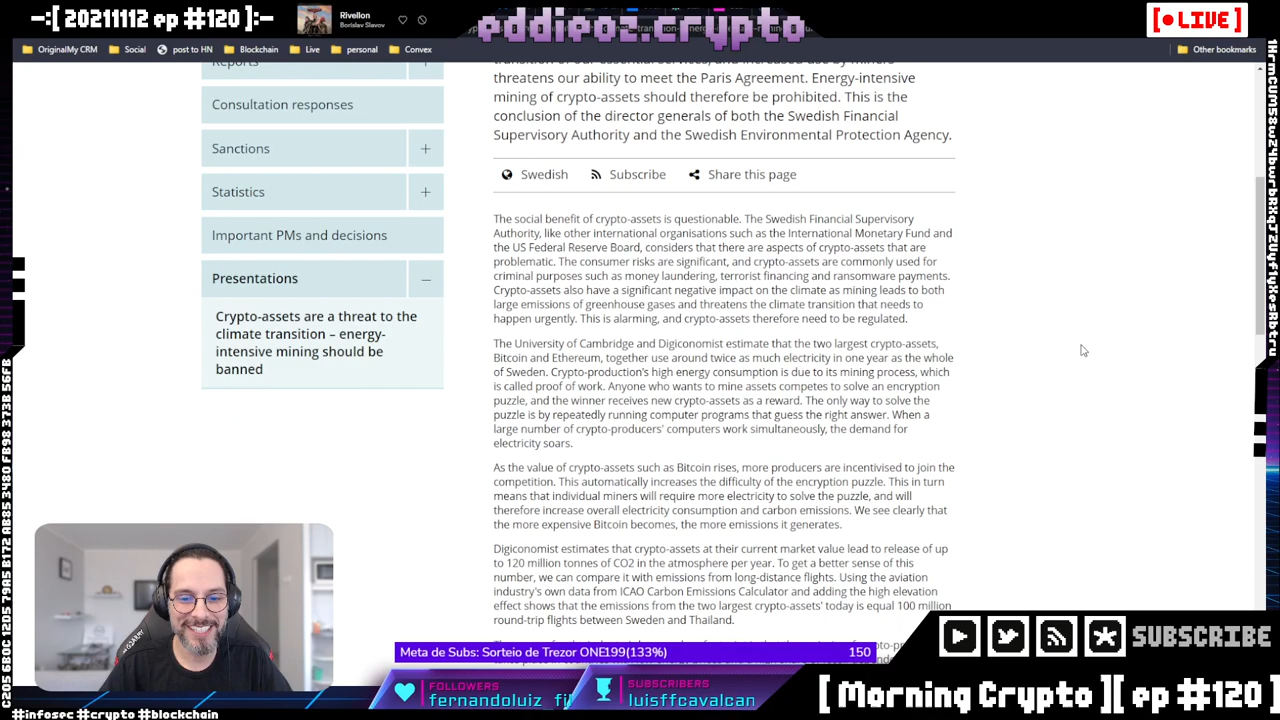 -:[ 20211112 ep #120 ]:-
Rivellon
Borislav Slavov
eddieoz.crypto
[● LIVE ]
OriginalMy CRM
Social
post to HN
Blockchain
Live
personal
Convex
Other bookmarks
Reports
Consultation responses
Sanctions
Statistics
Important PMs and decisions
Presentations
Crypto-assets are a threat to the
climate transition – energy-
intensive mining should be
banned
threatens our ability to meet the Paris Agreement. Energy-intensive
mining of crypto-assets should therefore be prohibited. This is the
conclusion of the director generals of both the Swedish Financial
Supervisory Authority and the Swedish Environmental Protection Agency.
Swedish
Subscribe
Share this page
The social benefit of crypto-assets is questionable. The Swedish Financial Supervisory
Authority, like other international organisations such as the International Monetary Fund and
the US Federal Reserve Board, considers that there are aspects of crypto-assets that are
problematic. The consumer risks are significant, and crypto-assets are commonly used for
criminal purposes such as money laundering, terrorist financing and ransomware payments.
Crypto-assets also have a significant negative impact on the climate as mining leads to both
large emissions of greenhouse gases and threatens the climate transition that needs to
happen urgently. This is alarming, and crypto-assets therefore need to be regulated.
The University of Cambridge and Digiconomist estimate that the two largest crypto-assets,
Bitcoin and Ethereum, together use around twice as much electricity in one year as the whole
of Sweden. Crypto-production's high energy consumption is due to its mining process, which
is called proof of work. Anyone who wants to mine assets competes to solve an encryption
puzzle, and the winner receives new crypto-assets as a reward. The only way to solve the
puzzle is by repeatedly running computer programs that guess the right answer. When a
large number of crypto-producers' computers work simultaneously, the demand for
electricity soars.
As the value of crypto-assets such as Bitcoin rises, more producers are incentivised to join the
competition. This automatically increases the difficulty of the encryption puzzle. This in turn
means that individual miners will require more electricity to solve the puzzle, and will
therefore increase overall electricity consumption and carbon emissions. We see clearly that
the more expensive Bitcoin becomes, the more emissions it generates.
Digiconomist estimates that crypto-assets at their current market value lead to release of up
to 120 million tonnes of CO2 in the atmosphere per year. To get a better sense of this
number, we can compare it with emissions from long-distance flights. Using the aviation
industry's own data from ICAO Carbon Emissions Calculator and adding the high elevation
effect shows that the emissions from the two largest crypto-assets' today is equal 100 million
round-trip flights between Sweden and Thailand.
Meta de Subs: Sorteio de Trezor ONE199(133%)
150
FOLLOWERS
fernandoluiz_fi
SUBSCRIBERS
luisffcavalcan
SUBSCRIBE
[ Morning Crypto ][ ep #120 ]
#infosec #crypto #blockchain